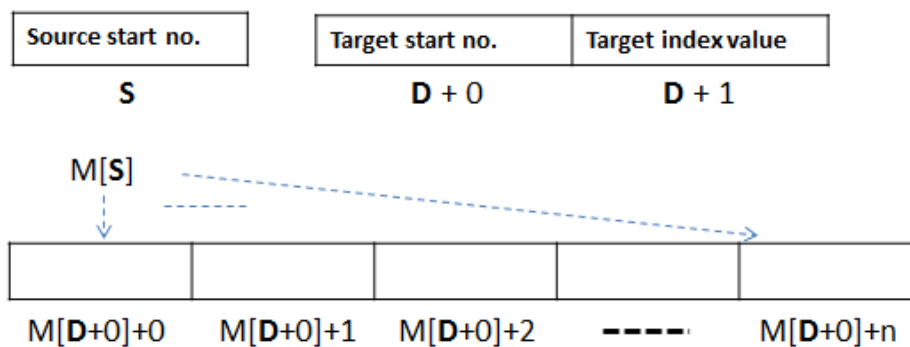 Source start no. Target start no. Target index value
S D + 0 D + 1
M[S]
M[D+0]+0 M[D+0]+1 M[D+0]+2 ----- M[D+0]+n